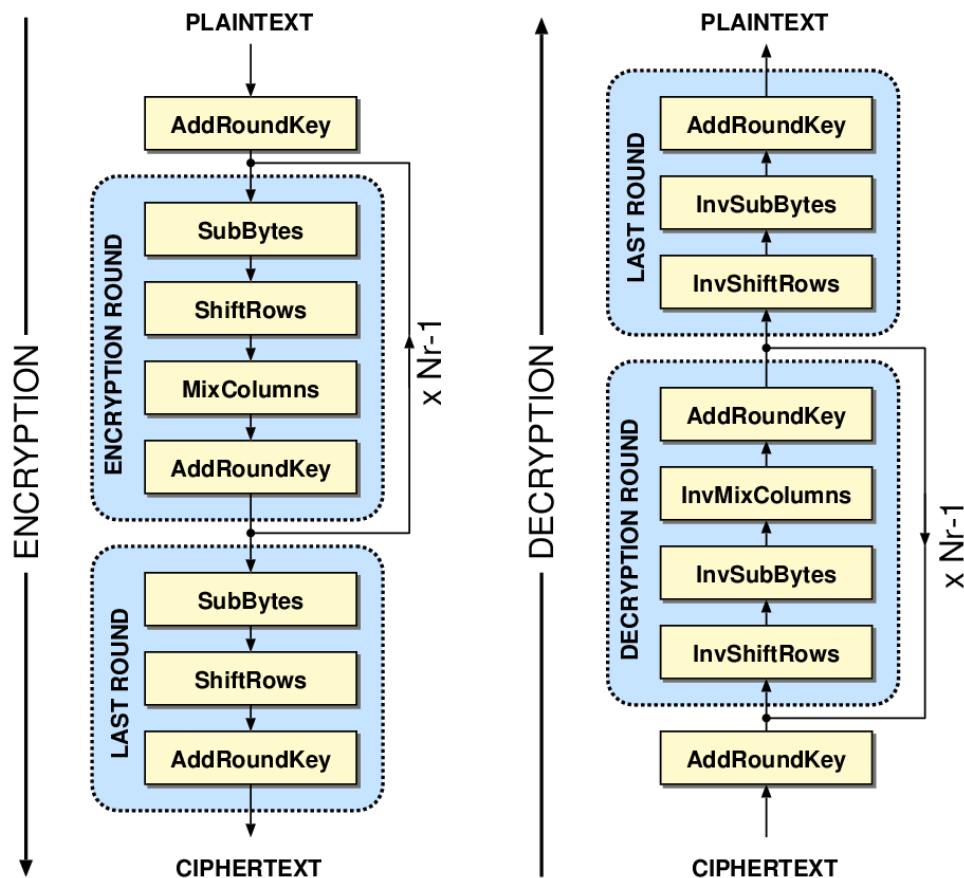 PLAINTEXT
AddRoundKey
ENCRYPTION ROUND
SubBytes
ShiftRows
MixColumns
AddRoundKey
x Nr-1
ENCRYPTION
LAST ROUND
SubBytes
ShiftRows
AddRoundKey
CIPHERTEXT
PLAINTEXT
LAST ROUND
AddRoundKey
InvSubBytes
InvShiftRows
DECRYPTION
DECRYPTION ROUND
AddRoundKey
InvMixColumns
InvSubBytes
InvShiftRows
x Nr-1
AddRoundKey
CIPHERTEXT